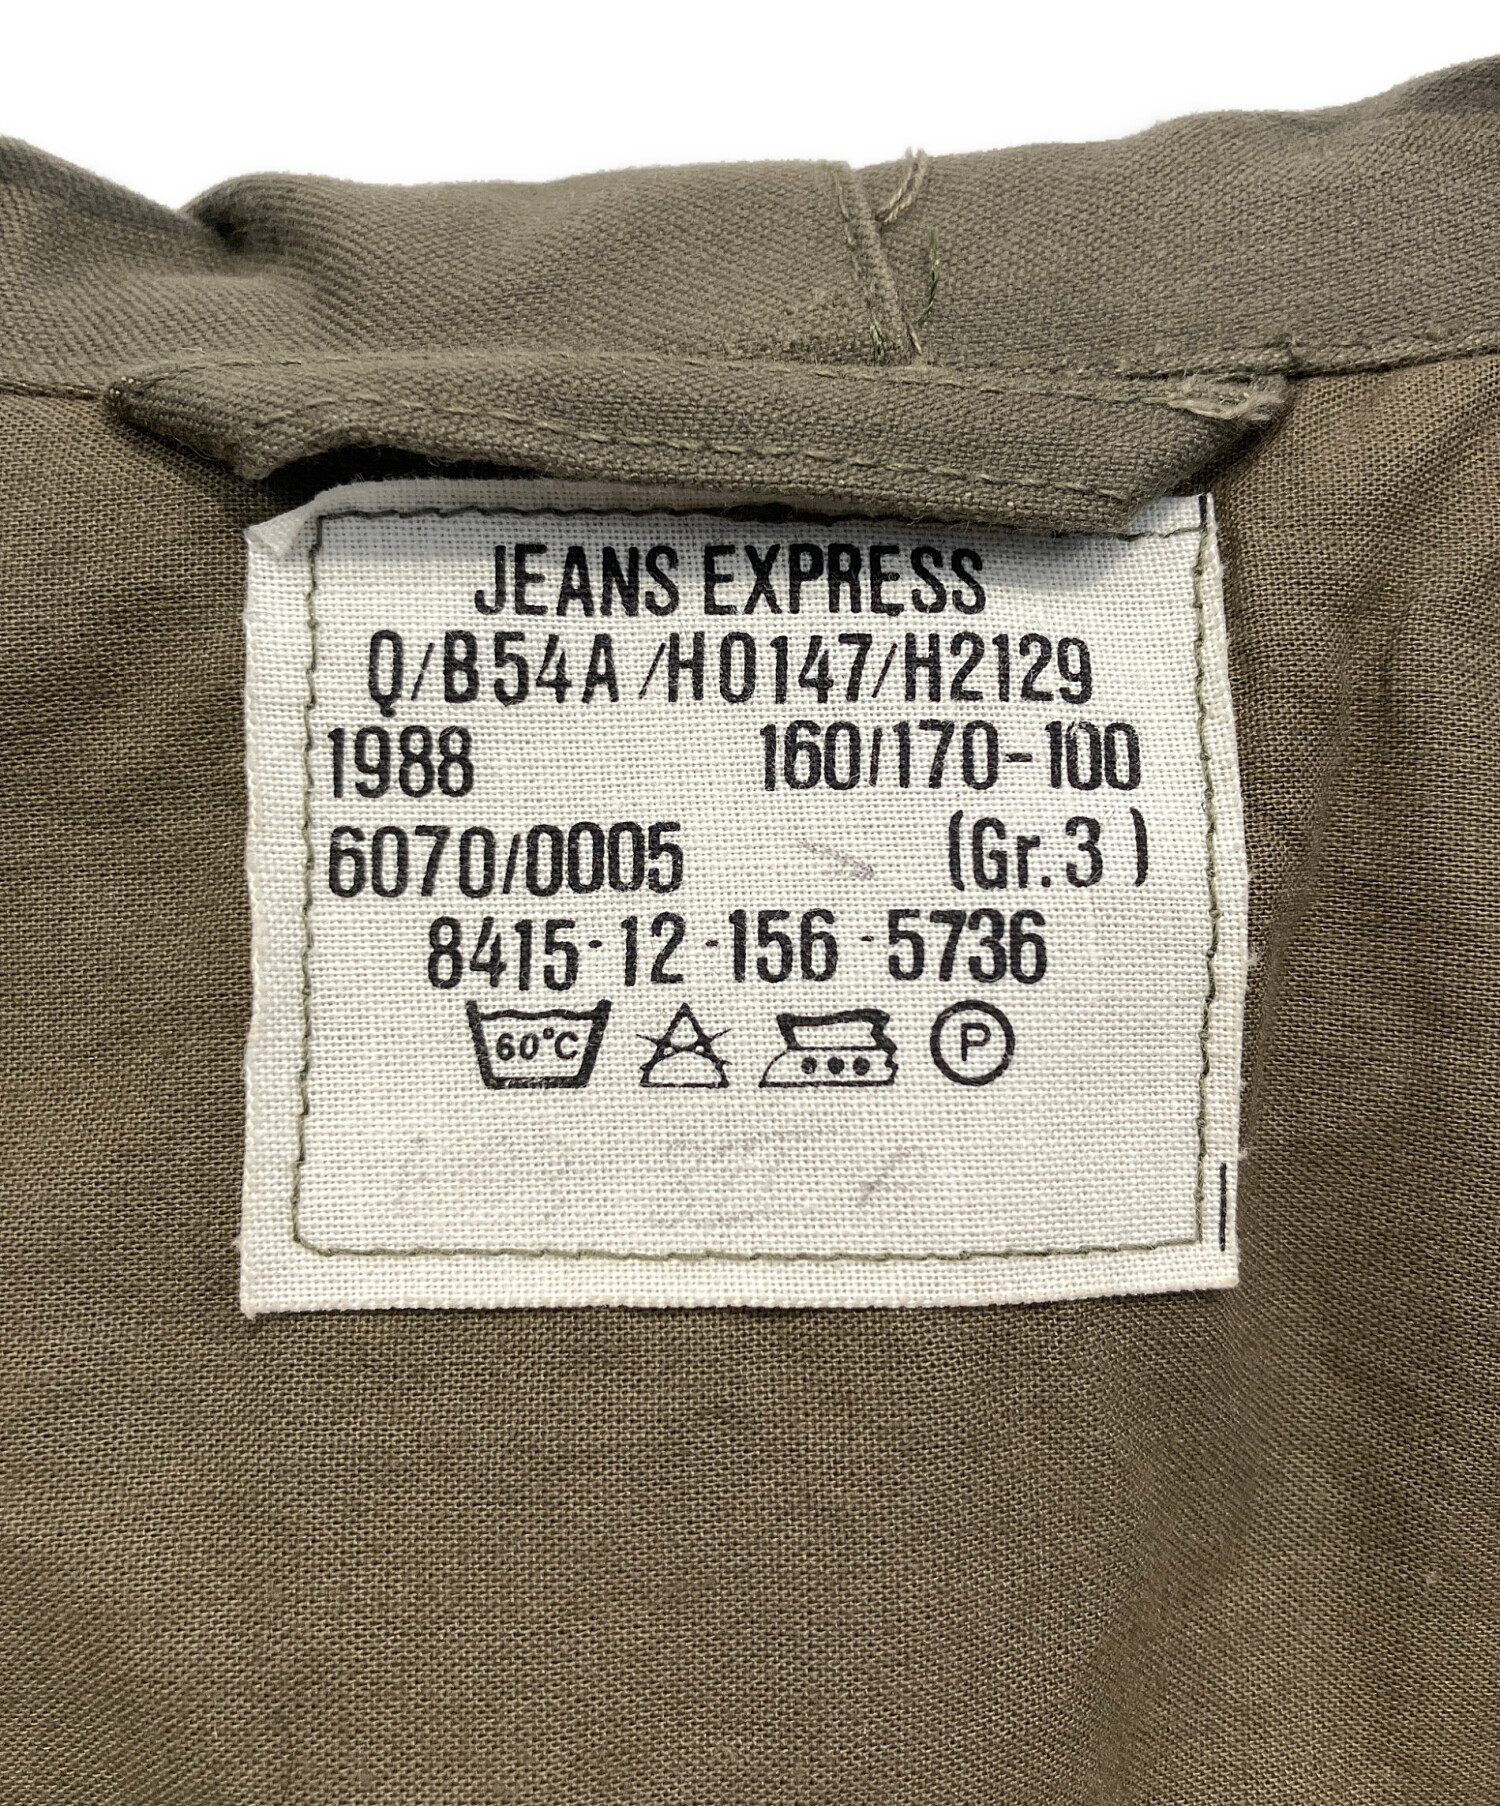 JEANS EXPRESS
Q/B54A/H0147/H2129
1988 160/170-100
6070/0005 (Gr.3)
8415-12-156-5736
60°C P